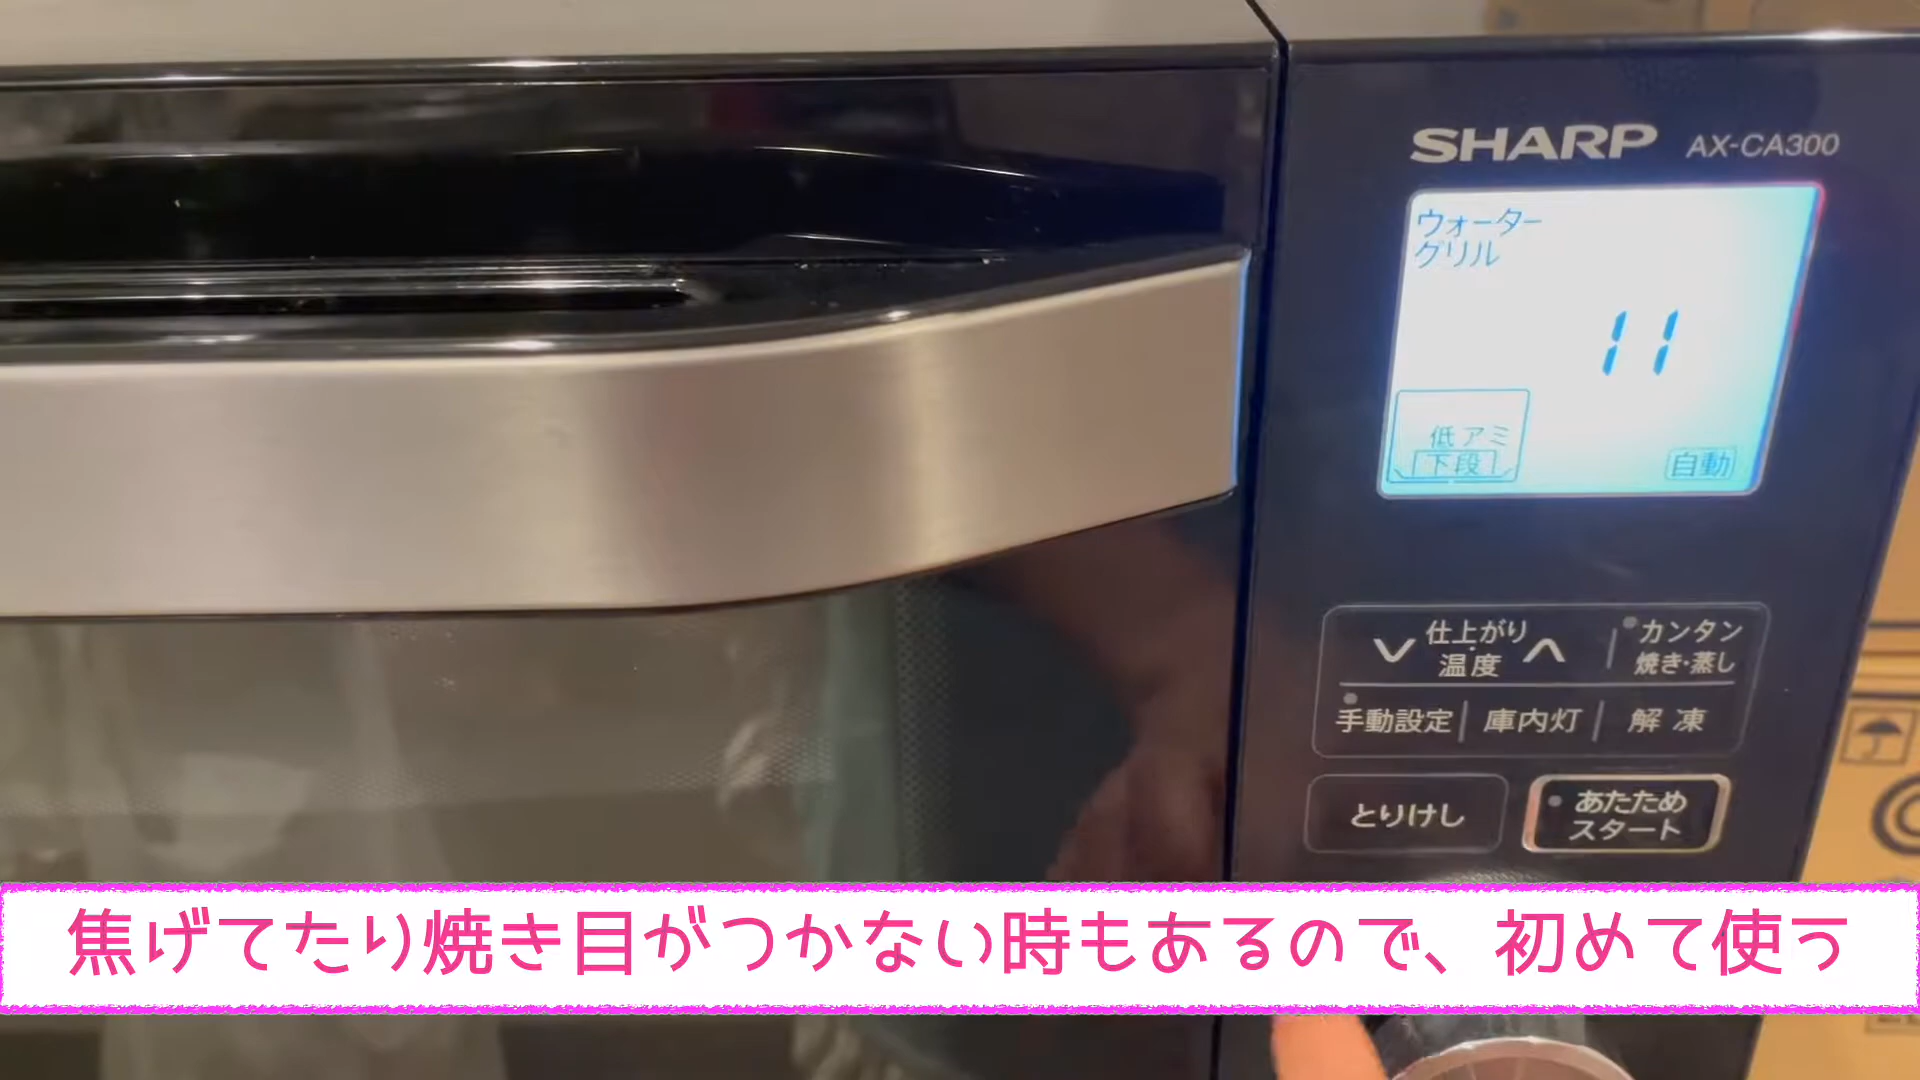 SHARP AX-CA300
ウォーター
グリル
11
低アミ
下段
自動
仕上がり
温度
カンタン
焼き・蒸し
手動設定
庫内灯
解凍
とりけし
あたため
スタート
焦げてたり焼き目がつかない時もあるので、初めて使う